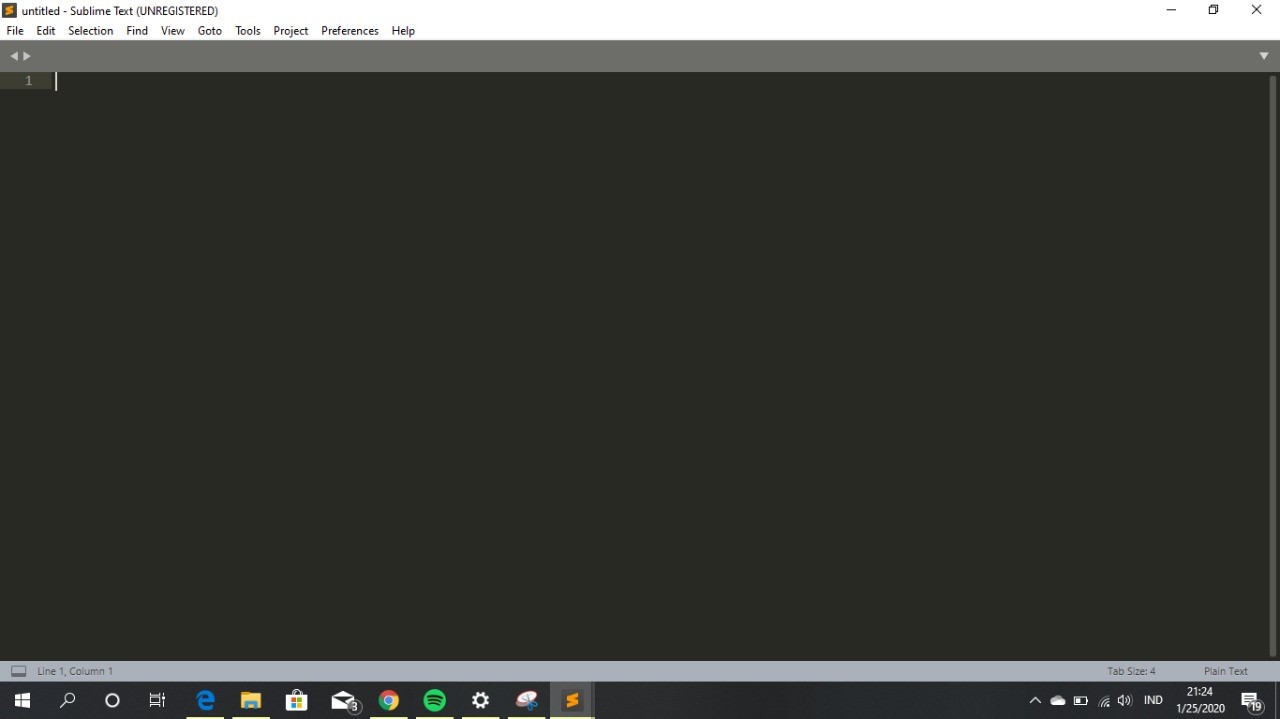 untitled - Sublime Text (UNREGISTERED)
File Edit Selection Find View Goto Tools Project Preferences Help
1
Line 1, Column 1 Tab Size: 4 Plain Text
3 IND 21:24 19
1/25/2020